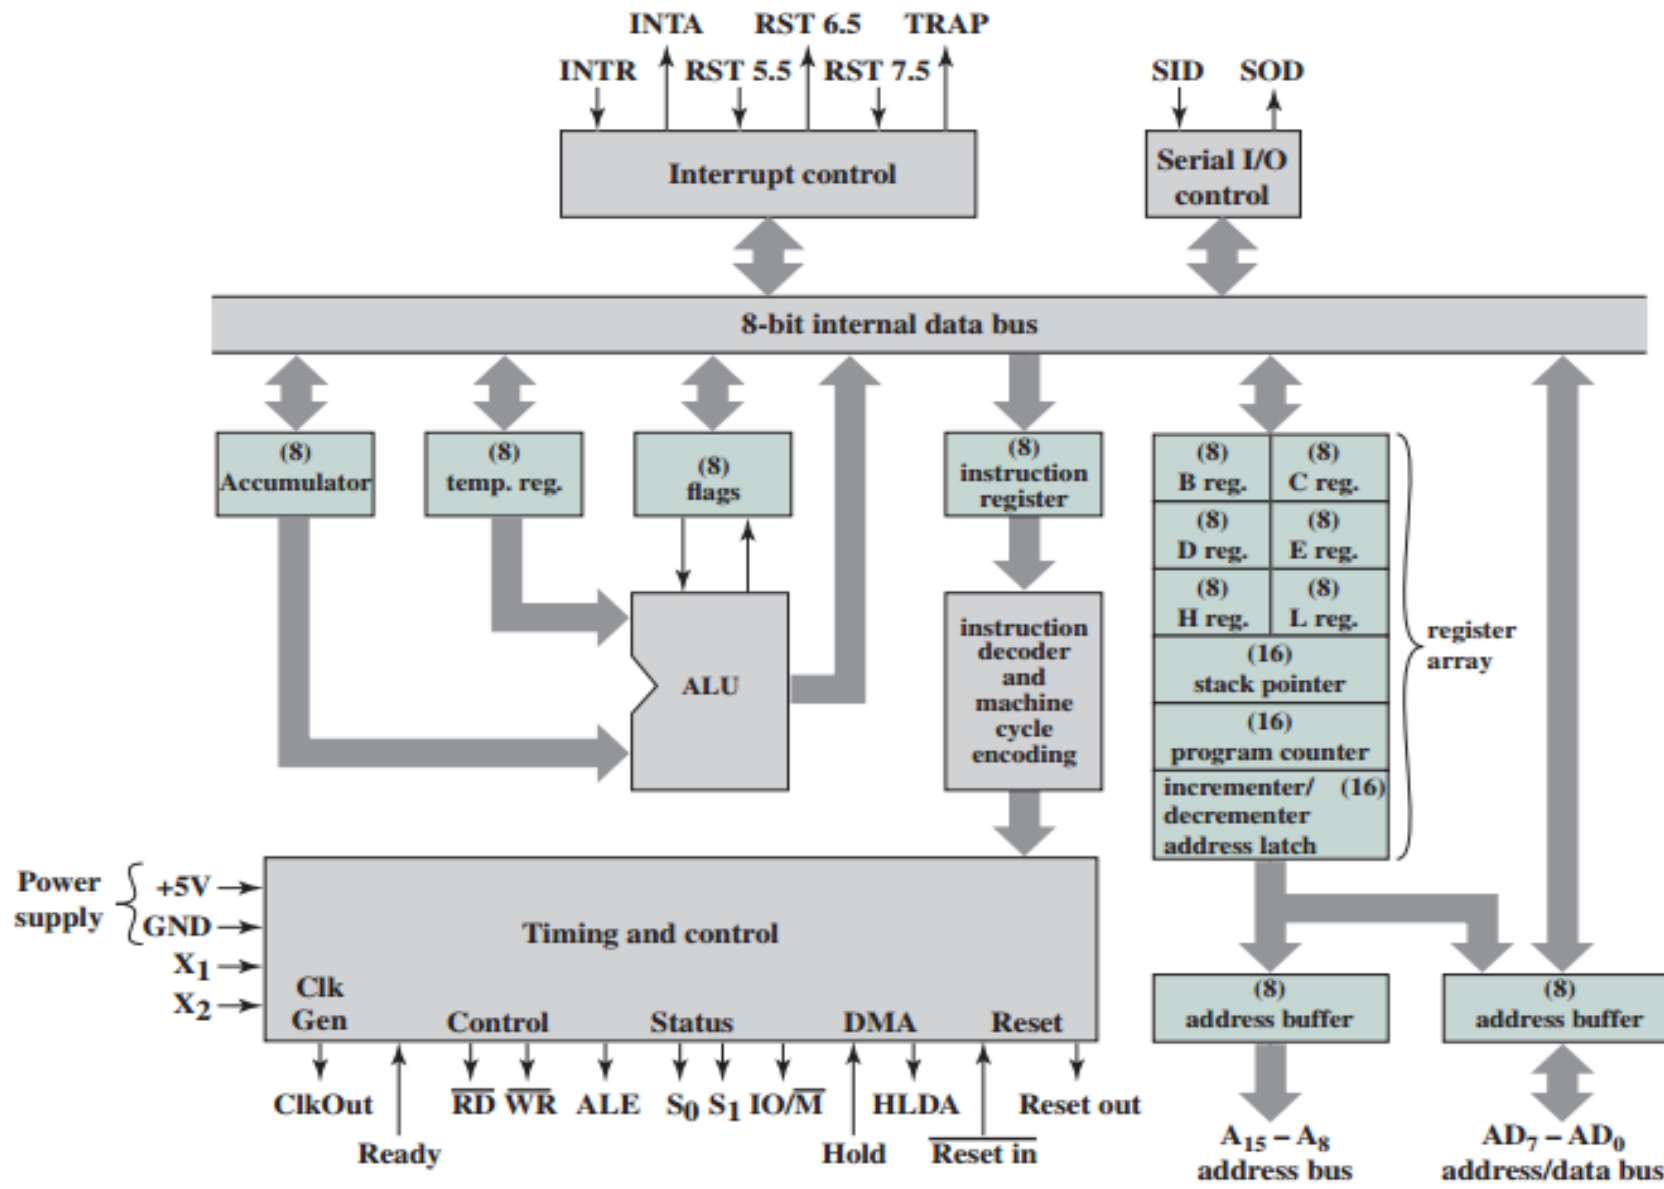 INTA RST 6.5 TRAP
INTR RST 5.5 RST 7.5 SID SOD
Interrupt control
Serial I/O
control
8-bit internal data bus
(8)
Accumulator
(8)
temp. reg.
(8)
flags
(8)
instruction
register
(8)
B reg.
(8)
C reg.
(8)
D reg.
(8)
E reg.
(8)
H reg.
(8)
L reg.
(16)
stack pointer
(16)
program counter
incrementer/ (16)
decrementer
address latch
register
array
ALU
instruction
decoder
and
machine
cycle
encoding
Power
supply
+5V
GND
X₁
X₂
Timing and control
Clk
Gen
Control Status DMA Reset
ClkOut R̅D̅ W̅R̅ ALE S₀ S₁ IO/M̅ HLDA Reset out
Ready Hold R̅e̅s̅e̅t̅ i̅n̅
(8)
address buffer
(8)
address buffer
A₁₅ – A₈
address bus
AD₇ – AD₀
address/data bus